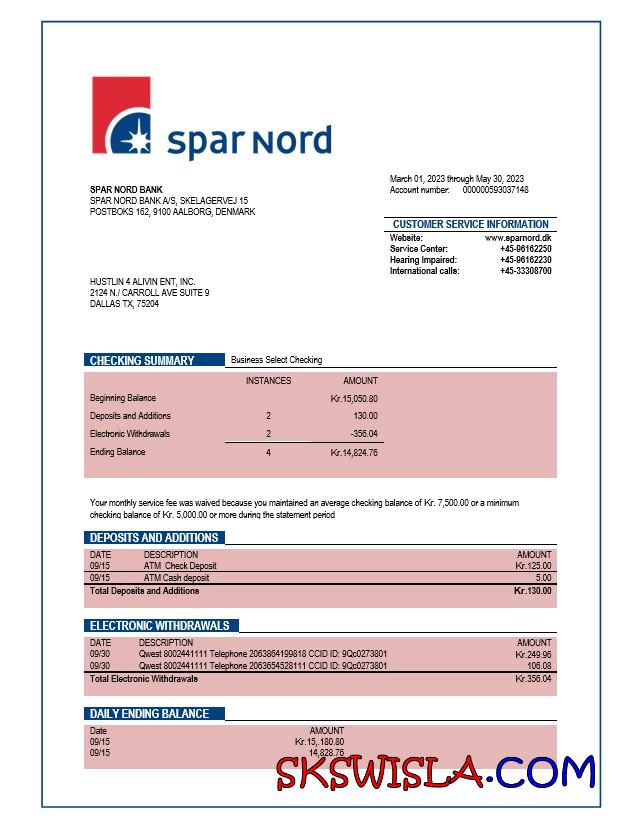 spar nord
March 01, 2023 through May 30, 2023
Account number: 000000593037148
SPAR NORD BANK
SPAR NORD BANK A/S, SKELAGERVEJ 15
POSTBOKS 162, 9100 AALBORG, DENMARK
CUSTOMER SERVICE INFORMATION
Website: www.sparnord.dk
Service Center: +45-96162250
Hearing Impaired: +45-96162230
International calls: +45-33308700
HUSTLIN 4 ALIVIN ENT, INC.
2124 N./ CARROLL AVE SUITE 9
DALLAS TX, 75204
CHECKING SUMMARY Business Select Checking
INSTANCES AMOUNT
Beginning Balance Kr.15,050.80
Deposits and Additions 2 130.00
Electronic Withdrawals 2 -356.04
Ending Balance 4 Kr.14,824.76
Your monthly service fee was waived because you maintained an average checking balance of Kr. 7,500.00 or a minimum
checking balance of Kr. 5,000.00 or more during the statement period
DEPOSITS AND ADDITIONS
DATE DESCRIPTION AMOUNT
09/15 ATM Check Deposit Kr.125.00
09/15 ATM Cash deposit 5.00
Total Deposits and Additions Kr.130.00
ELECTRONIC WITHDRAWALS
DATE DESCRIPTION AMOUNT
09/30 Qwest 8002441111 Telephone 2063864199818 CCID ID: 9Qc0273801 Kr.249.96
09/30 Qwest 8002441111 Telephone 2063654528111 CCID ID: 9Qc0273801 106.08
Total Electronic Withdrawals Kr.356.04
DAILY ENDING BALANCE
Date AMOUNT
09/15 Kr.15,.180.80
09/15 14,828.76
SKSWISLA.COM